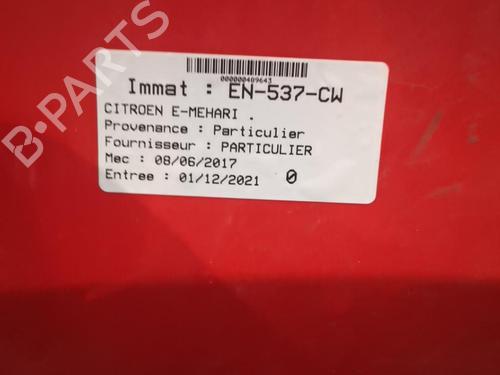 000000489643
Immat : EN-537-CW
CITROEN E-MEHARI .
Provenance : Particulier
Fournisseur : PARTICULIER
Mec : 08/06/2017
Entree : 01/12/2021 0
B-PARTS